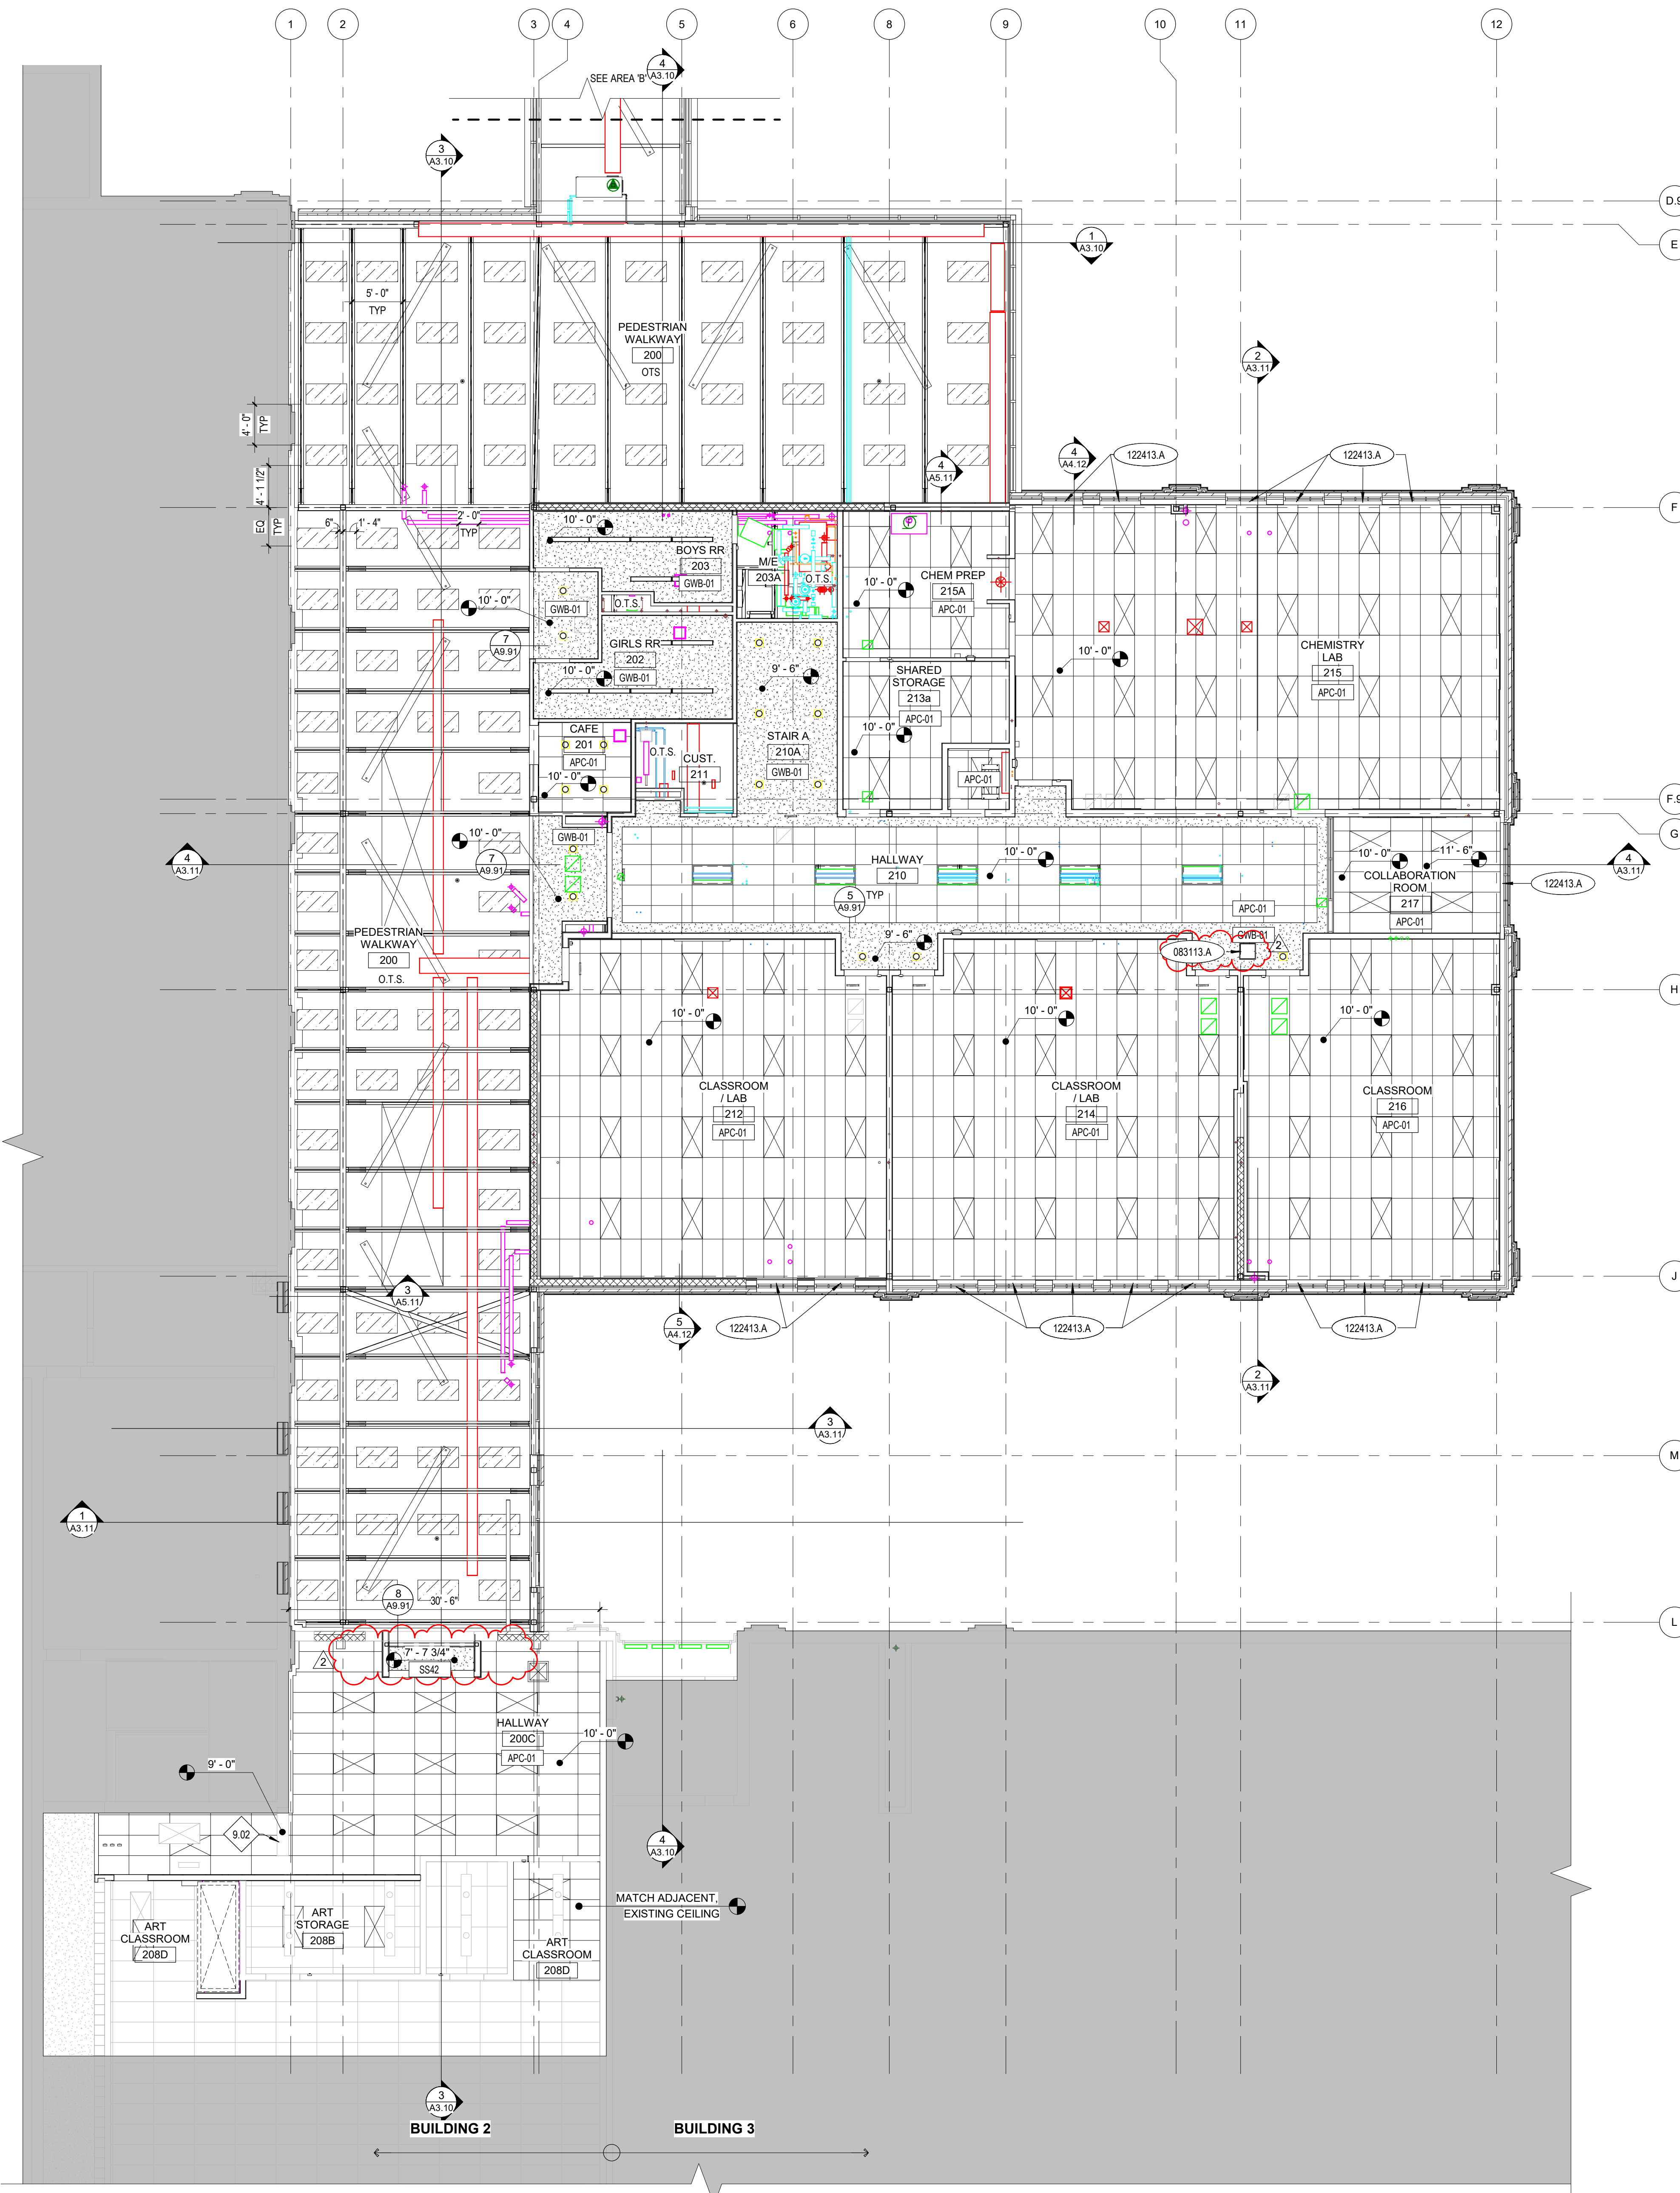 1
2
3
4
5
6
8
9
10
11
12
4
A3.10
SEE AREA 'B'
3
A3.10
D.9
E
1
A3.10
5' - 0"
TYP
PEDESTRIAN
WALKWAY
200
OTS
2
A3.11
4' - 0"
TYP
4' - 1 1/2"
EQ
TYP
4
A5.11
4
A4.12
122413.A
122413.A
F
6"
1' - 4"
2' - 0"
TYP
10' - 0"
BOYS RR
203
GWB-01
M/E
203A
O.T.S.
CHEM PREP
215A
APC-01
10' - 0"
10' - 0"
GWB-01
O.T.S.
7
A9.91
GIRLS RR
202
GWB-01
10' - 0"
9' - 6"
SHARED
STORAGE
213a
APC-01
10' - 0"
10' - 0"
CHEMISTRY
LAB
215
APC-01
CAFE
201
APC-01
10' - 0"
O.T.S.
CUST.
211
STAIR A
210A
GWB-01
APC-01
F.9
G
10' - 0"
GWB-01
7
A9.91
4
A3.11
HALLWAY
210
10' - 0"
5
A9.91
TYP
10' - 0"
11' - 6"
COLLABORATION
ROOM
217
APC-01
4
A3.11
122413.A
APC-01
GWB-01
9' - 6"
083113.A
2
PEDESTRIAN
WALKWAY
200
O.T.S.
H
10' - 0"
10' - 0"
10' - 0"
CLASSROOM
/ LAB
212
APC-01
CLASSROOM
/ LAB
214
APC-01
CLASSROOM
216
APC-01
J
3
A5.11
5
A4.12
122413.A
122413.A
122413.A
2
A3.11
3
A3.11
M
1
A3.11
8
A9.91
30' - 6"
L
7' - 7 3/4"
SS42
2
HALLWAY
200C
APC-01
10' - 0"
9' - 0"
9.02
4
A3.10
MATCH ADJACENT,
EXISTING CEILING
ART
CLASSROOM
208D
ART
STORAGE
208B
ART
CLASSROOM
208D
3
A3.10
BUILDING 2
BUILDING 3